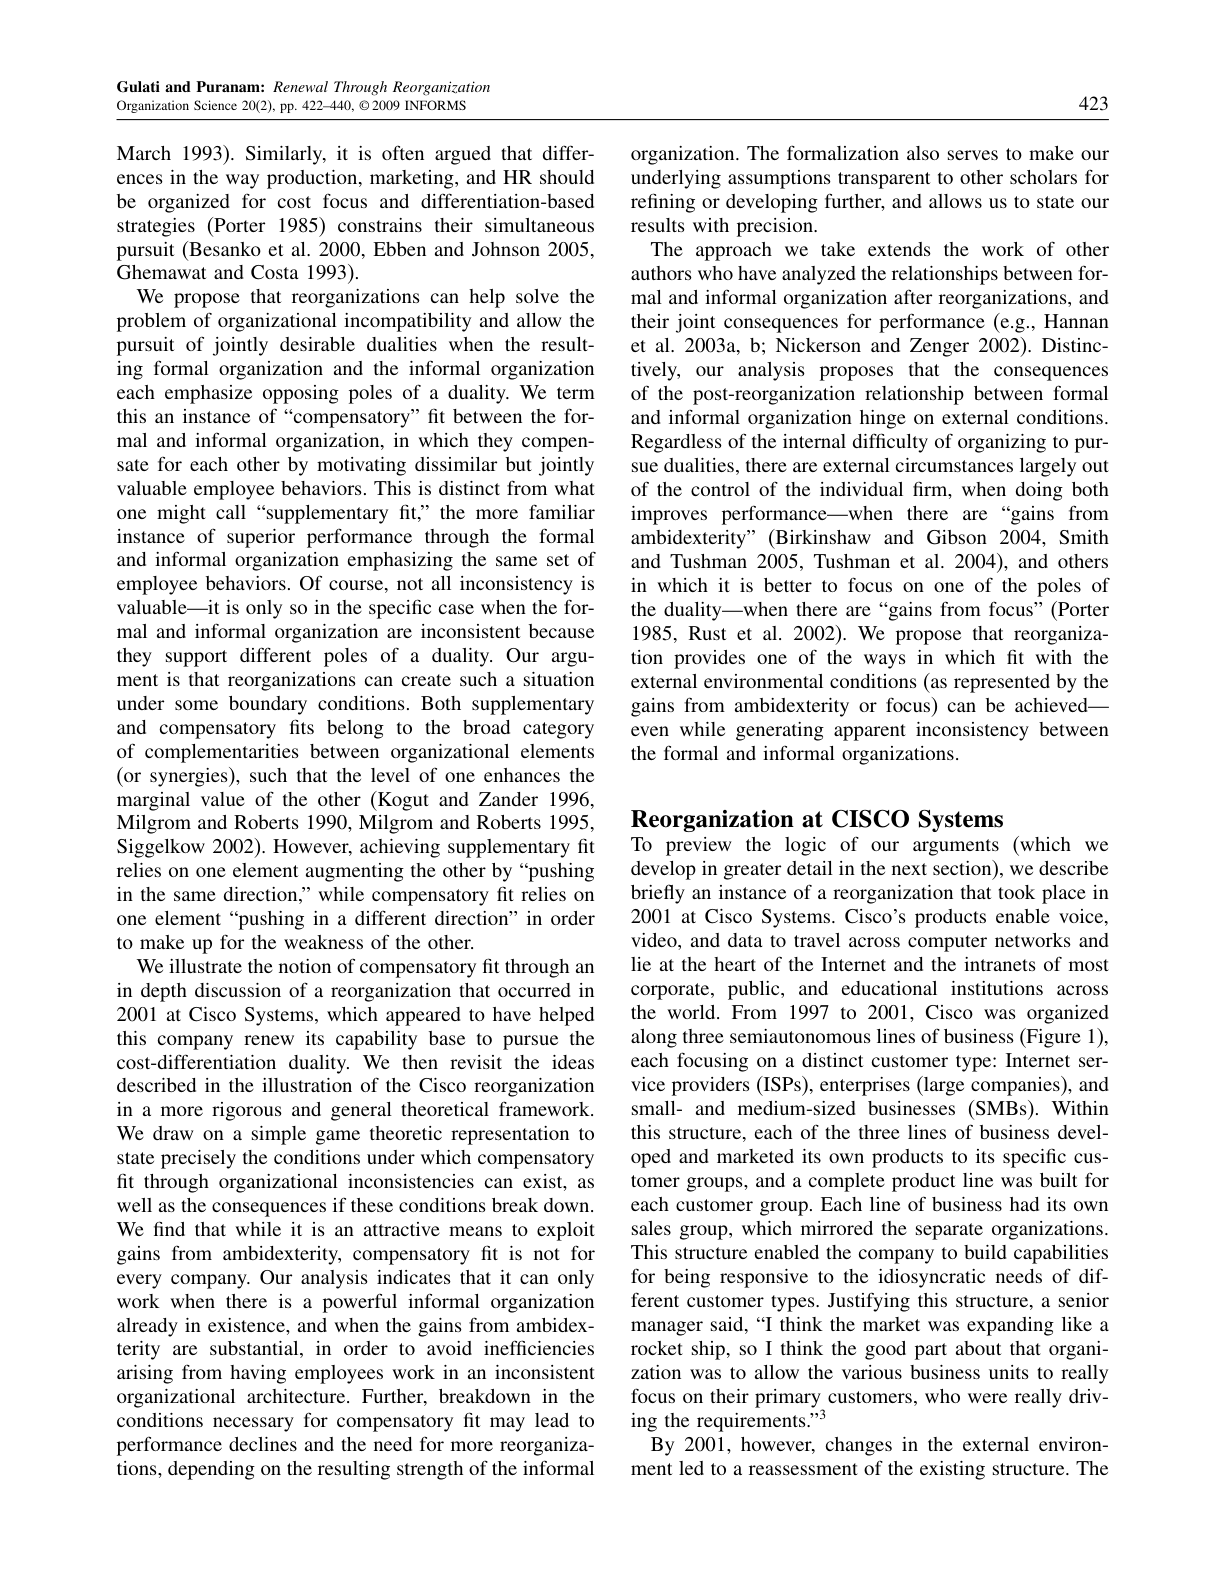 Gulati and Puranam: Renewal Through Reorganization
Organization Science 20(2), pp. 422–440, © 2009 INFORMS
423
March 1993). Similarly, it is often argued that differ-
ences in the way production, marketing, and HR should
be organized for cost focus and differentiation-based
strategies (Porter 1985) constrains their simultaneous
pursuit (Besanko et al. 2000, Ebben and Johnson 2005,
Ghemawat and Costa 1993).
We propose that reorganizations can help solve the
problem of organizational incompatibility and allow the
pursuit of jointly desirable dualities when the result-
ing formal organization and the informal organization
each emphasize opposing poles of a duality. We term
this an instance of “compensatory” fit between the for-
mal and informal organization, in which they compen-
sate for each other by motivating dissimilar but jointly
valuable employee behaviors. This is distinct from what
one might call “supplementary fit,” the more familiar
instance of superior performance through the formal
and informal organization emphasizing the same set of
employee behaviors. Of course, not all inconsistency is
valuable—it is only so in the specific case when the for-
mal and informal organization are inconsistent because
they support different poles of a duality. Our argu-
ment is that reorganizations can create such a situation
under some boundary conditions. Both supplementary
and compensatory fits belong to the broad category
of complementarities between organizational elements
(or synergies), such that the level of one enhances the
marginal value of the other (Kogut and Zander 1996,
Milgrom and Roberts 1990, Milgrom and Roberts 1995,
Siggelkow 2002). However, achieving supplementary fit
relies on one element augmenting the other by “pushing
in the same direction,” while compensatory fit relies on
one element “pushing in a different direction” in order
to make up for the weakness of the other.
We illustrate the notion of compensatory fit through an
in depth discussion of a reorganization that occurred in
2001 at Cisco Systems, which appeared to have helped
this company renew its capability base to pursue the
cost-differentiation duality. We then revisit the ideas
described in the illustration of the Cisco reorganization
in a more rigorous and general theoretical framework.
We draw on a simple game theoretic representation to
state precisely the conditions under which compensatory
fit through organizational inconsistencies can exist, as
well as the consequences if these conditions break down.
We find that while it is an attractive means to exploit
gains from ambidexterity, compensatory fit is not for
every company. Our analysis indicates that it can only
work when there is a powerful informal organization
already in existence, and when the gains from ambidex-
terity are substantial, in order to avoid inefficiencies
arising from having employees work in an inconsistent
organizational architecture. Further, breakdown in the
conditions necessary for compensatory fit may lead to
performance declines and the need for more reorganiza-
tions, depending on the resulting strength of the informal
organization. The formalization also serves to make our
underlying assumptions transparent to other scholars for
refining or developing further, and allows us to state our
results with precision.
The approach we take extends the work of other
authors who have analyzed the relationships between for-
mal and informal organization after reorganizations, and
their joint consequences for performance (e.g., Hannan
et al. 2003a, b; Nickerson and Zenger 2002). Distinc-
tively, our analysis proposes that the consequences
of the post-reorganization relationship between formal
and informal organization hinge on external conditions.
Regardless of the internal difficulty of organizing to pur-
sue dualities, there are external circumstances largely out
of the control of the individual firm, when doing both
improves performance—when there are “gains from
ambidexterity” (Birkinshaw and Gibson 2004, Smith
and Tushman 2005, Tushman et al. 2004), and others
in which it is better to focus on one of the poles of
the duality—when there are “gains from focus” (Porter
1985, Rust et al. 2002). We propose that reorganiza-
tion provides one of the ways in which fit with the
external environmental conditions (as represented by the
gains from ambidexterity or focus) can be achieved—
even while generating apparent inconsistency between
the formal and informal organizations.
Reorganization at CISCO Systems
To preview the logic of our arguments (which we
develop in greater detail in the next section), we describe
briefly an instance of a reorganization that took place in
2001 at Cisco Systems. Cisco’s products enable voice,
video, and data to travel across computer networks and
lie at the heart of the Internet and the intranets of most
corporate, public, and educational institutions across
the world. From 1997 to 2001, Cisco was organized
along three semiautonomous lines of business (Figure 1),
each focusing on a distinct customer type: Internet ser-
vice providers (ISPs), enterprises (large companies), and
small- and medium-sized businesses (SMBs). Within
this structure, each of the three lines of business devel-
oped and marketed its own products to its specific cus-
tomer groups, and a complete product line was built for
each customer group. Each line of business had its own
sales group, which mirrored the separate organizations.
This structure enabled the company to build capabilities
for being responsive to the idiosyncratic needs of dif-
ferent customer types. Justifying this structure, a senior
manager said, “I think the market was expanding like a
rocket ship, so I think the good part about that organi-
zation was to allow the various business units to really
focus on their primary customers, who were really driv-
ing the requirements.”3
By 2001, however, changes in the external environ-
ment led to a reassessment of the existing structure. The